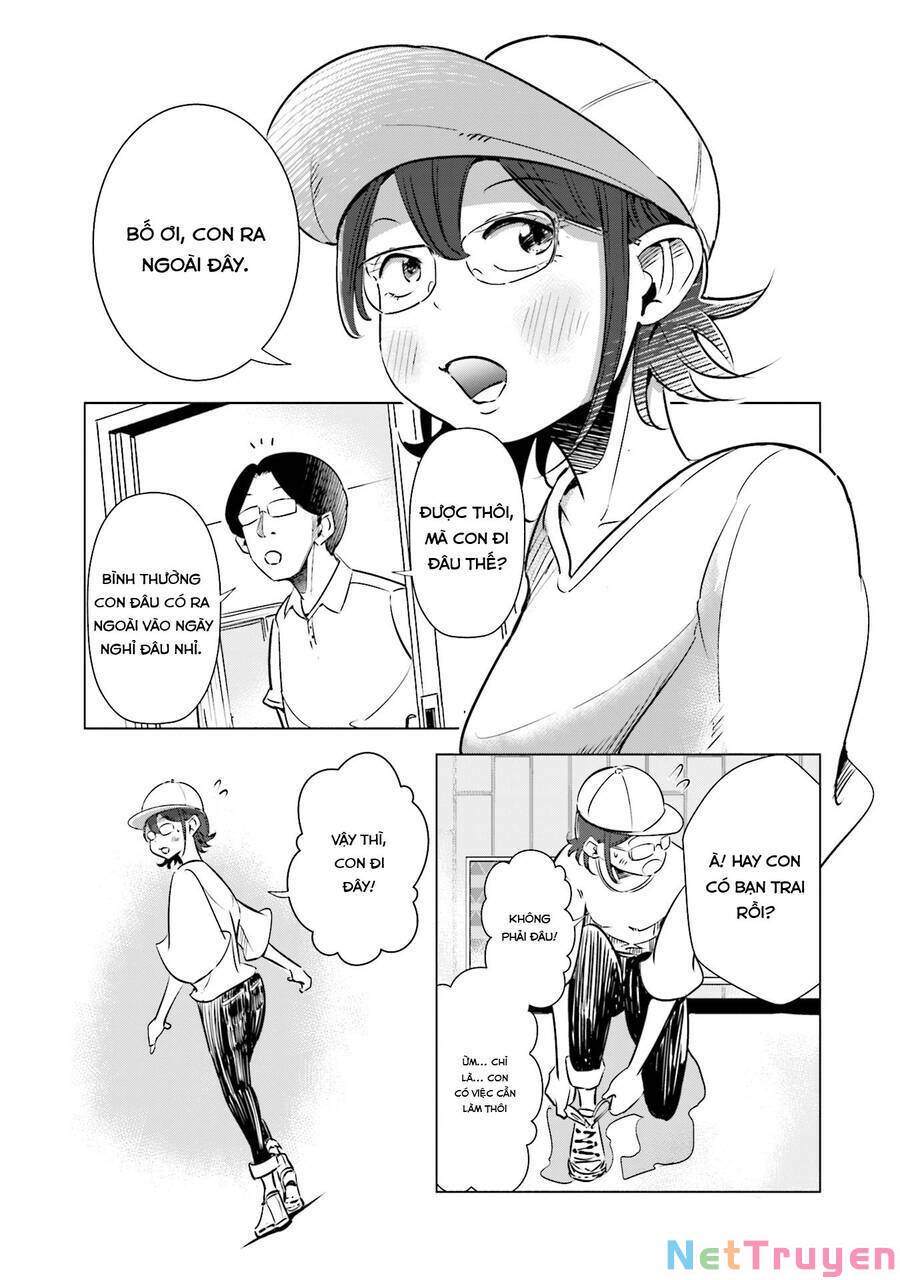 BỐ ƠI, CON RA
NGOÀI ĐÂY.
ĐƯỢC THÔI,
MÀ CON ĐI
ĐÂU THẾ?
BÌNH THƯỜNG
CON ĐÂU CÓ RA
NGOÀI VÀO NGÀY
NGHỈ ĐÂU NHỈ.
À! HAY CON
CÓ BẠN TRAI
RỒI?
KHÔNG
PHẢI ĐÂU!
ỪM... CHỈ
LÀ... CON
CÓ VIỆC CẦN
LÀM THÔI
VẬY THÌ,
CON ĐI
ĐÂY!
NetTruyen